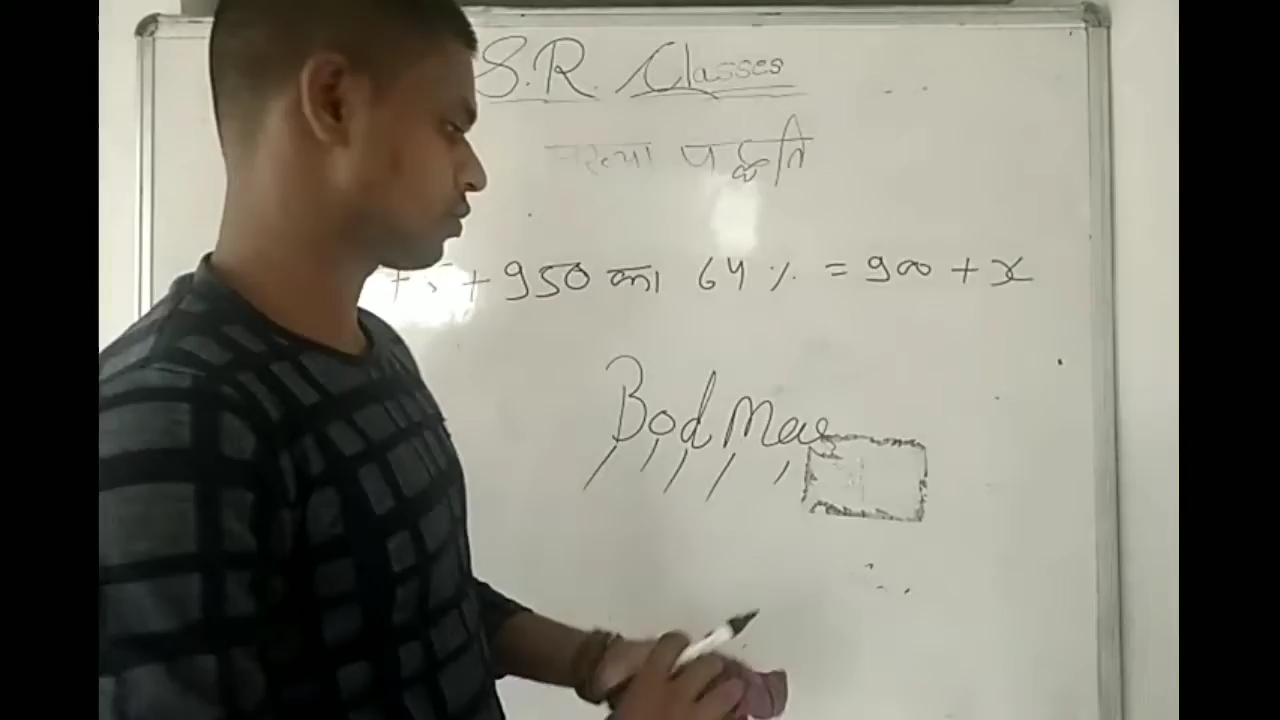 S.R. Classes
संख्या पद्धति
+ 950 का 64 % = 900 + x
Bodmas